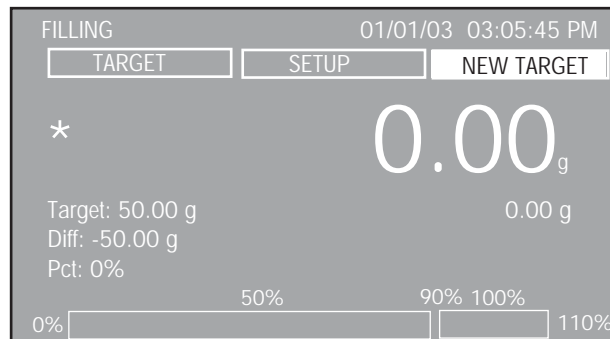 FILLING 01/01/03 03:05:45 PM
TARGET SETUP NEW TARGET
* 0.00 g
Target: 50.00 g 0.00 g
Diff: -50.00 g
Pct: 0%
50% 90% 100%
0% 110%